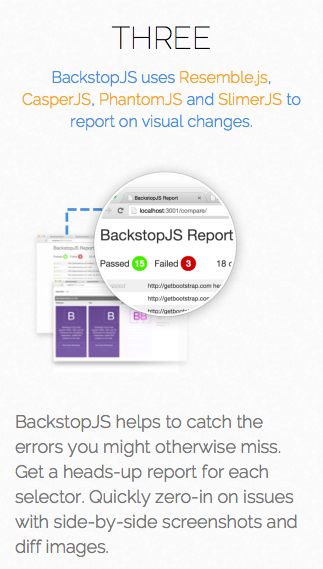 THREE
BackstopJS uses Resemble.js,
CasperJS, PhantomJS and SlimerJS to
report on visual changes.
BackstopJS Report
localhost:3001/compare/
BackstopJS Report
Passed 15 Failed 3 18 o
http://getbootstrap.com he
http://getbootstrap.com
http://getbootstrap.
B
B
BB
BackstopJS helps to catch the
errors you might otherwise miss.
Get a heads-up report for each
selector. Quickly zero-in on issues
with side-by-side screenshots and
diff images.